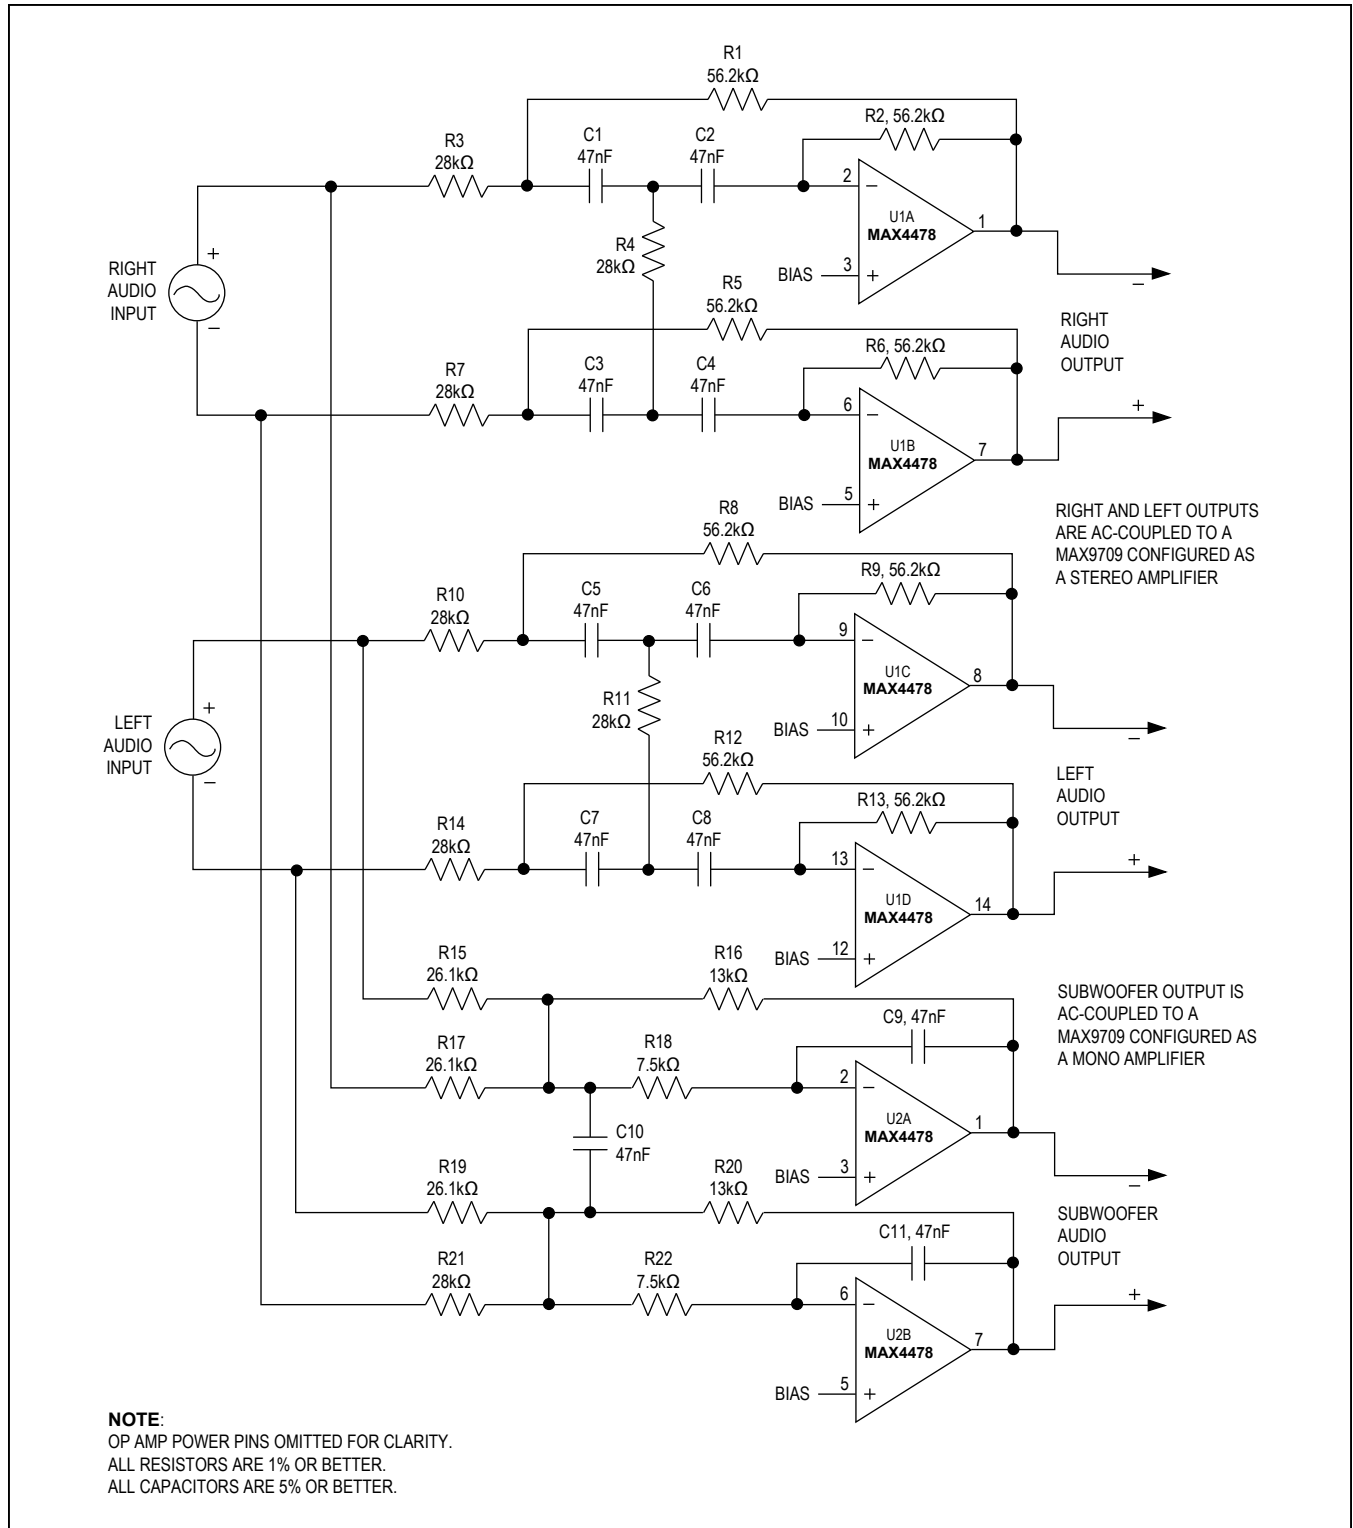 R1
56.2kΩ
R2, 56.2kΩ
R3
28kΩ
C1
47nF
C2
47nF
2
−
U1A
MAX4478
1
R4
28kΩ
BIAS
3
+
−
RIGHT
AUDIO
INPUT
+
−
R5
56.2kΩ
RIGHT
AUDIO
OUTPUT
R6, 56.2kΩ
R7
28kΩ
C3
47nF
C4
47nF
6
−
U1B
MAX4478
7
+
BIAS
5
+
RIGHT AND LEFT OUTPUTS
ARE AC-COUPLED TO A
MAX9709 CONFIGURED AS
A STEREO AMPLIFIER
R8
56.2kΩ
R9, 56.2kΩ
R10
28kΩ
C5
47nF
C6
47nF
9
−
U1C
MAX4478
8
R11
28kΩ
BIAS
10
+
−
LEFT
AUDIO
INPUT
+
−
R12
56.2kΩ
LEFT
AUDIO
OUTPUT
R13, 56.2kΩ
R14
28kΩ
C7
47nF
C8
47nF
13
−
U1D
MAX4478
14
+
BIAS
12
+
R15
26.1kΩ
R16
13kΩ
SUBWOOFER OUTPUT IS
AC-COUPLED TO A
MAX9709 CONFIGURED AS
A MONO AMPLIFIER
C9, 47nF
R17
26.1kΩ
R18
7.5kΩ
2
−
U2A
MAX4478
1
C10
47nF
BIAS
3
+
−
R19
26.1kΩ
R20
13kΩ
SUBWOOFER
AUDIO
OUTPUT
C11, 47nF
R21
28kΩ
R22
7.5kΩ
6
−
U2B
MAX4478
7
+
BIAS
5
+
NOTE:
OP AMP POWER PINS OMITTED FOR CLARITY.
ALL RESISTORS ARE 1% OR BETTER.
ALL CAPACITORS ARE 5% OR BETTER.